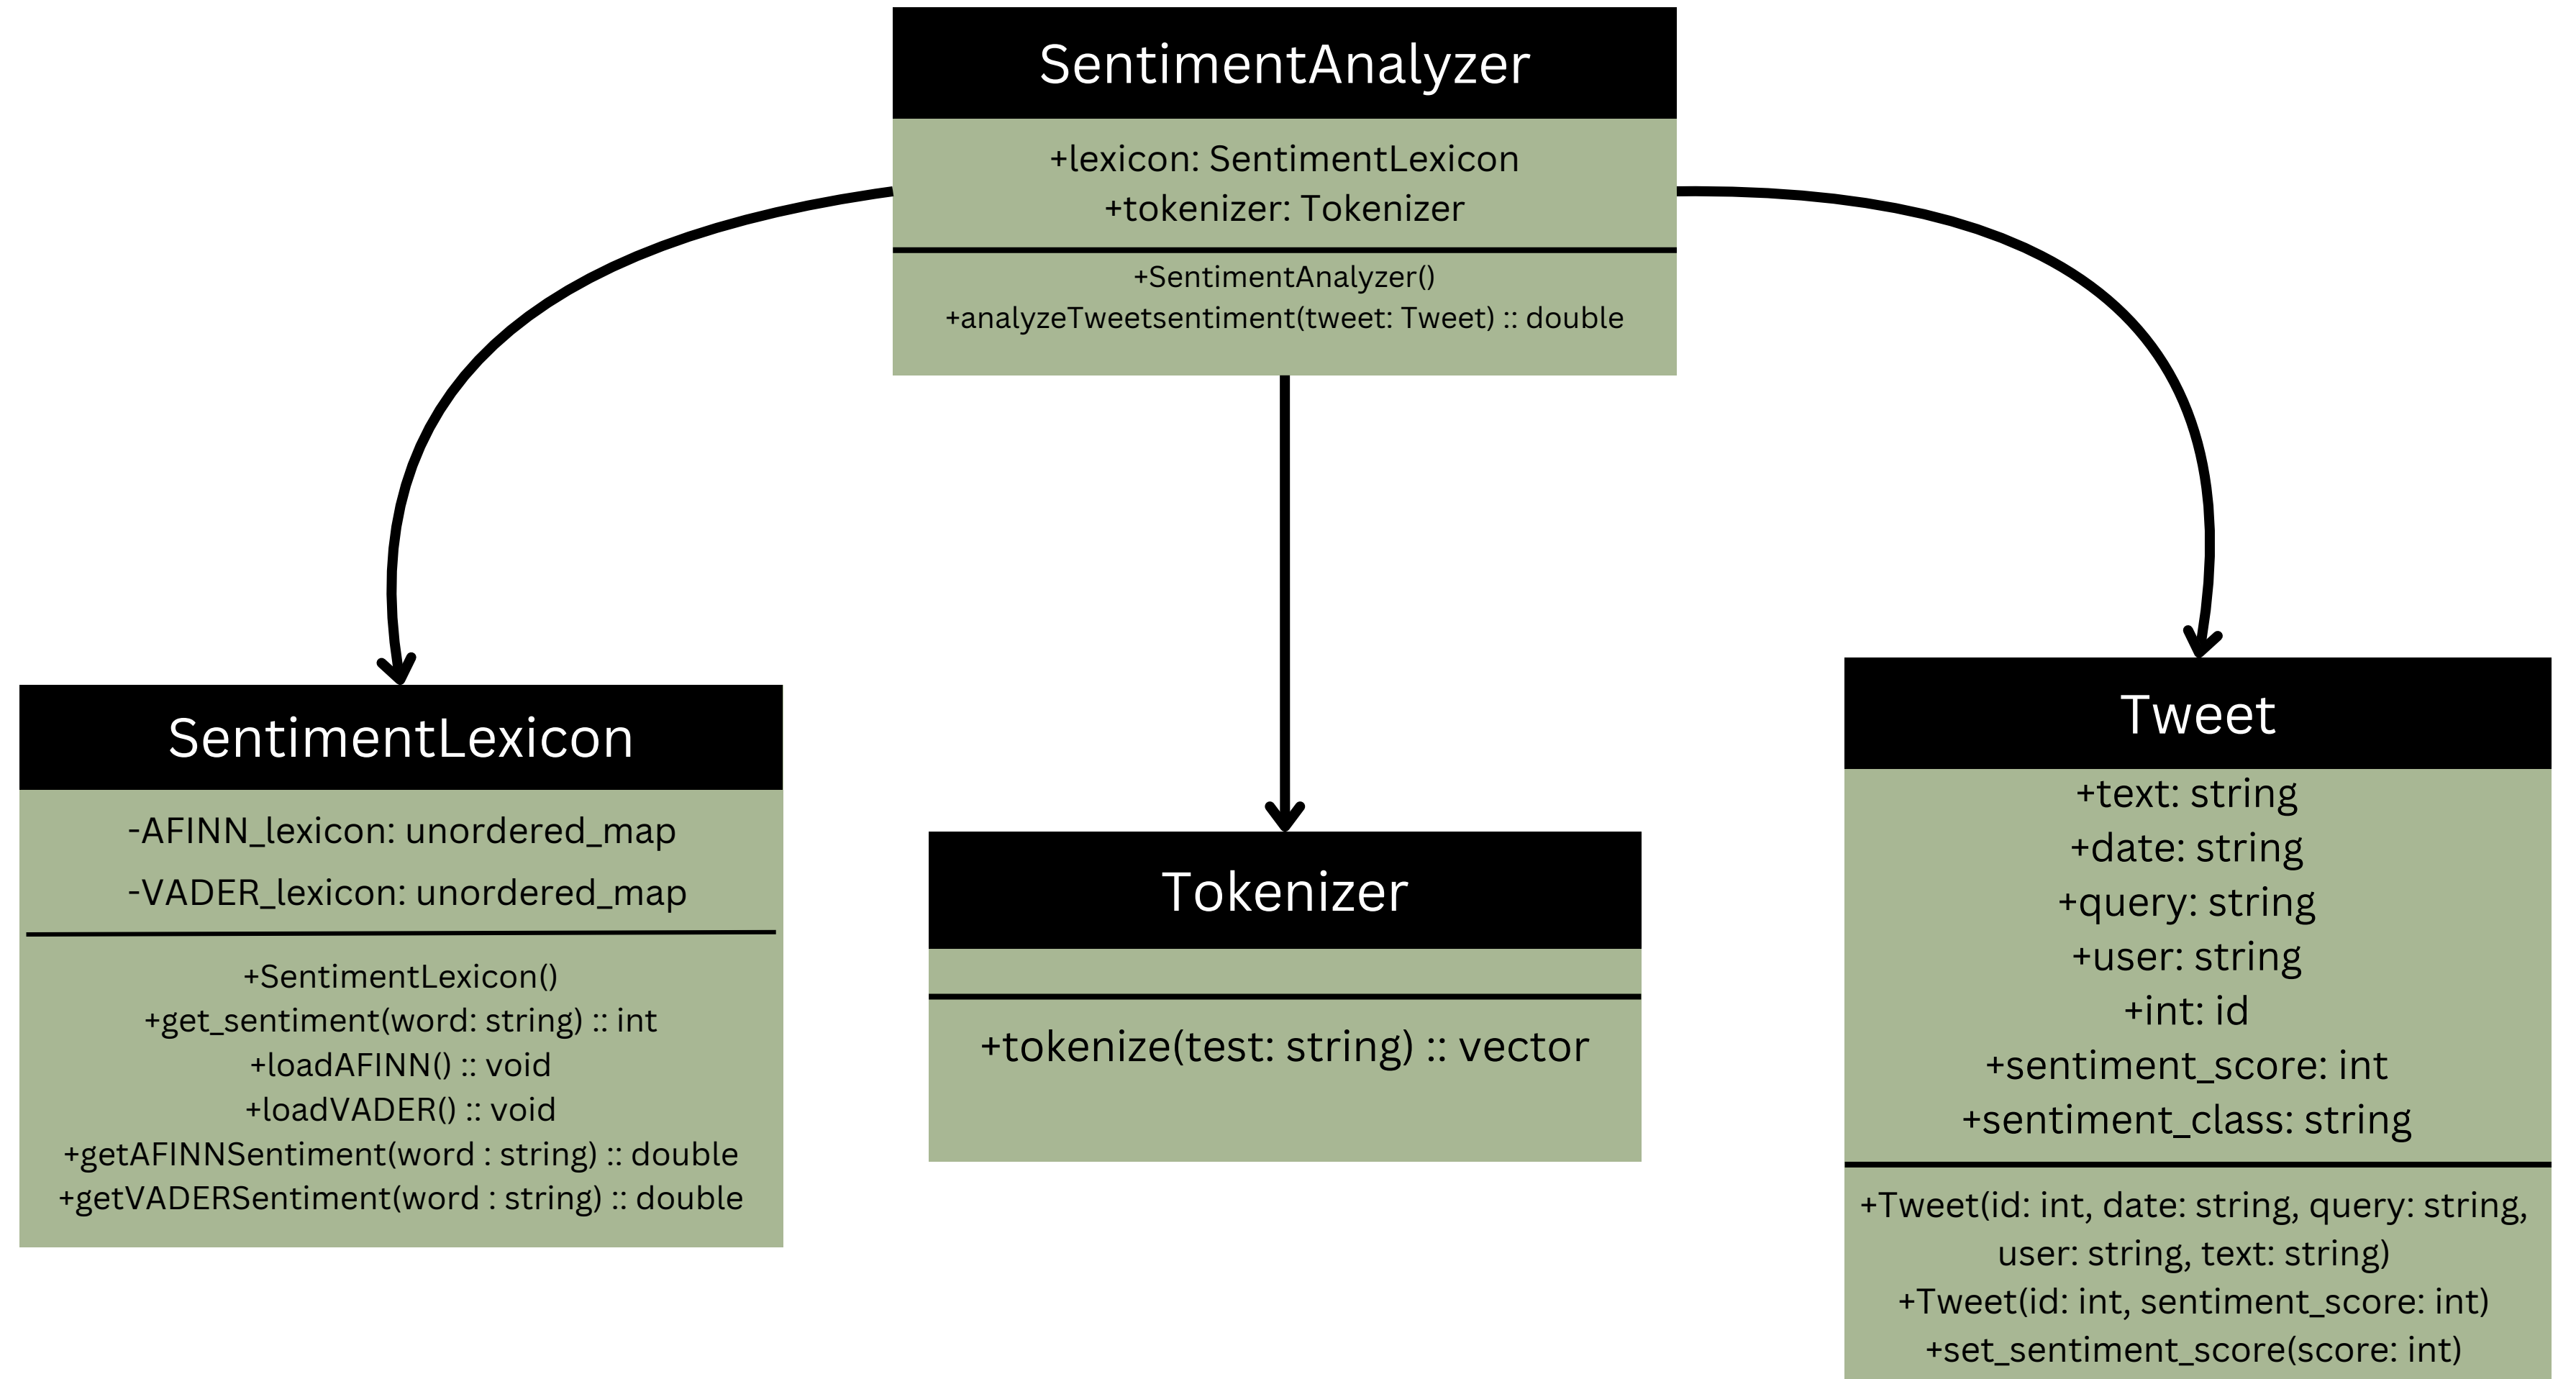 SentimentAnalyzer
+lexicon: SentimentLexicon
+tokenizer: Tokenizer
+SentimentAnalyzer()
+analyzeTweetsentiment(tweet: Tweet) :: double
SentimentLexicon
-AFINN_lexicon: unordered_map
-VADER_lexicon: unordered_map
+SentimentLexicon()
+get_sentiment(word: string) :: int
+loadAFINN() :: void
+loadVADER() :: void
+getAFINNSentiment(word : string) :: double
+getVADERSentiment(word : string) :: double
Tokenizer
+tokenize(test: string) :: vector
Tweet
+text: string
+date: string
+query: string
+user: string
+int: id
+sentiment_score: int
+sentiment_class: string
+Tweet(id: int, date: string, query: string,
user: string, text: string)
+Tweet(id: int, sentiment_score: int)
+set_sentiment_score(score: int)